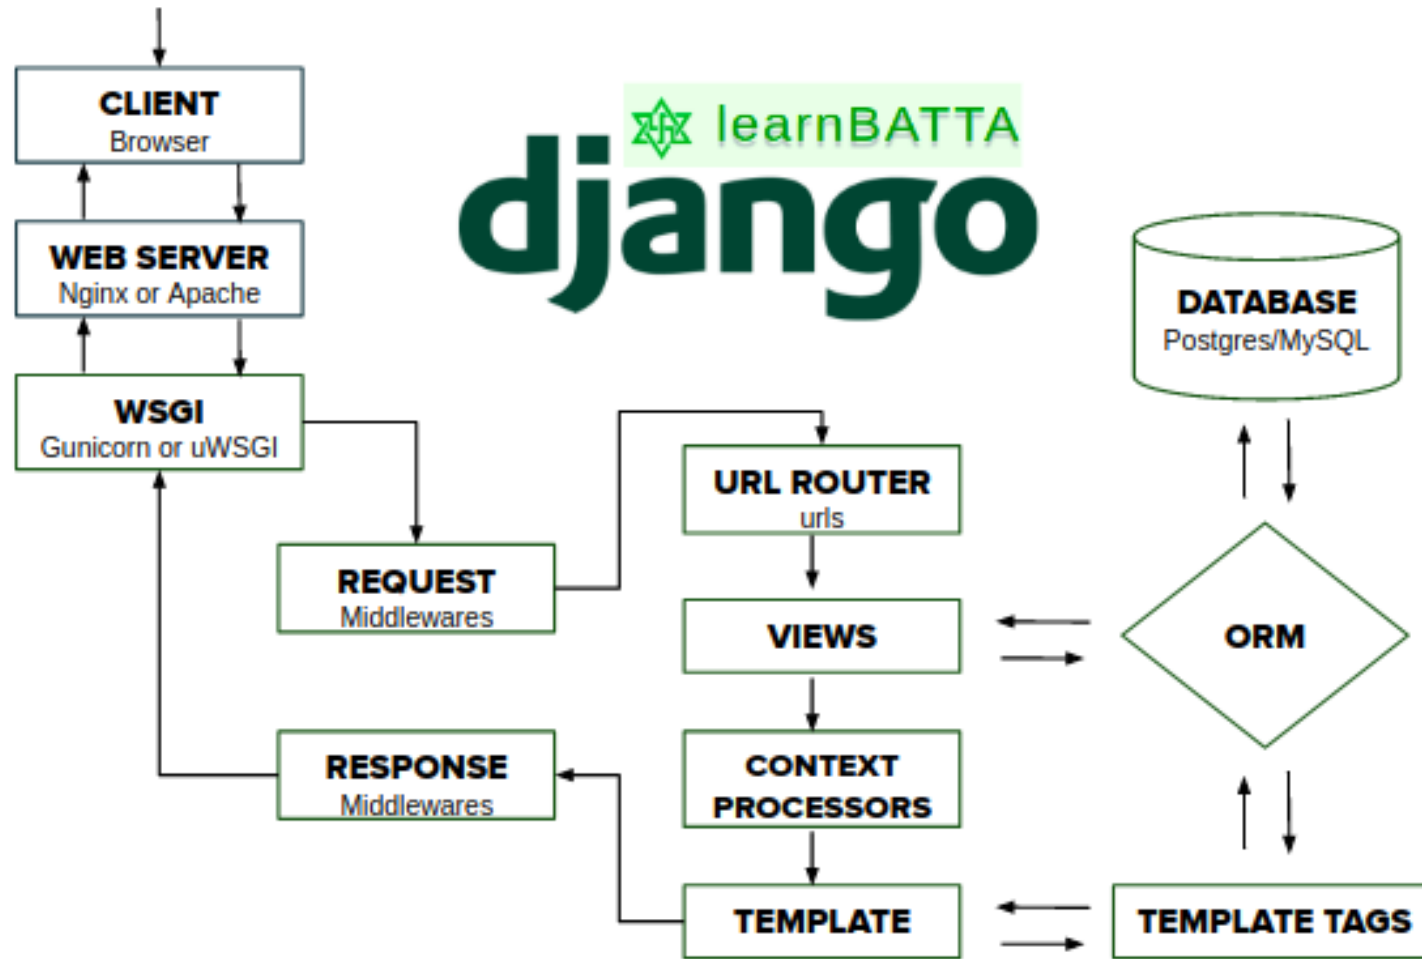 CLIENT
Browser
learnBATTA
django
WEB SERVER
Nginx or Apache
DATABASE
Postgres/MySQL
WSGI
Gunicorn or uWSGI
URL ROUTER
urls
REQUEST
Middlewares
VIEWS
ORM
RESPONSE
Middlewares
CONTEXT
PROCESSORS
TEMPLATE
TEMPLATE TAGS